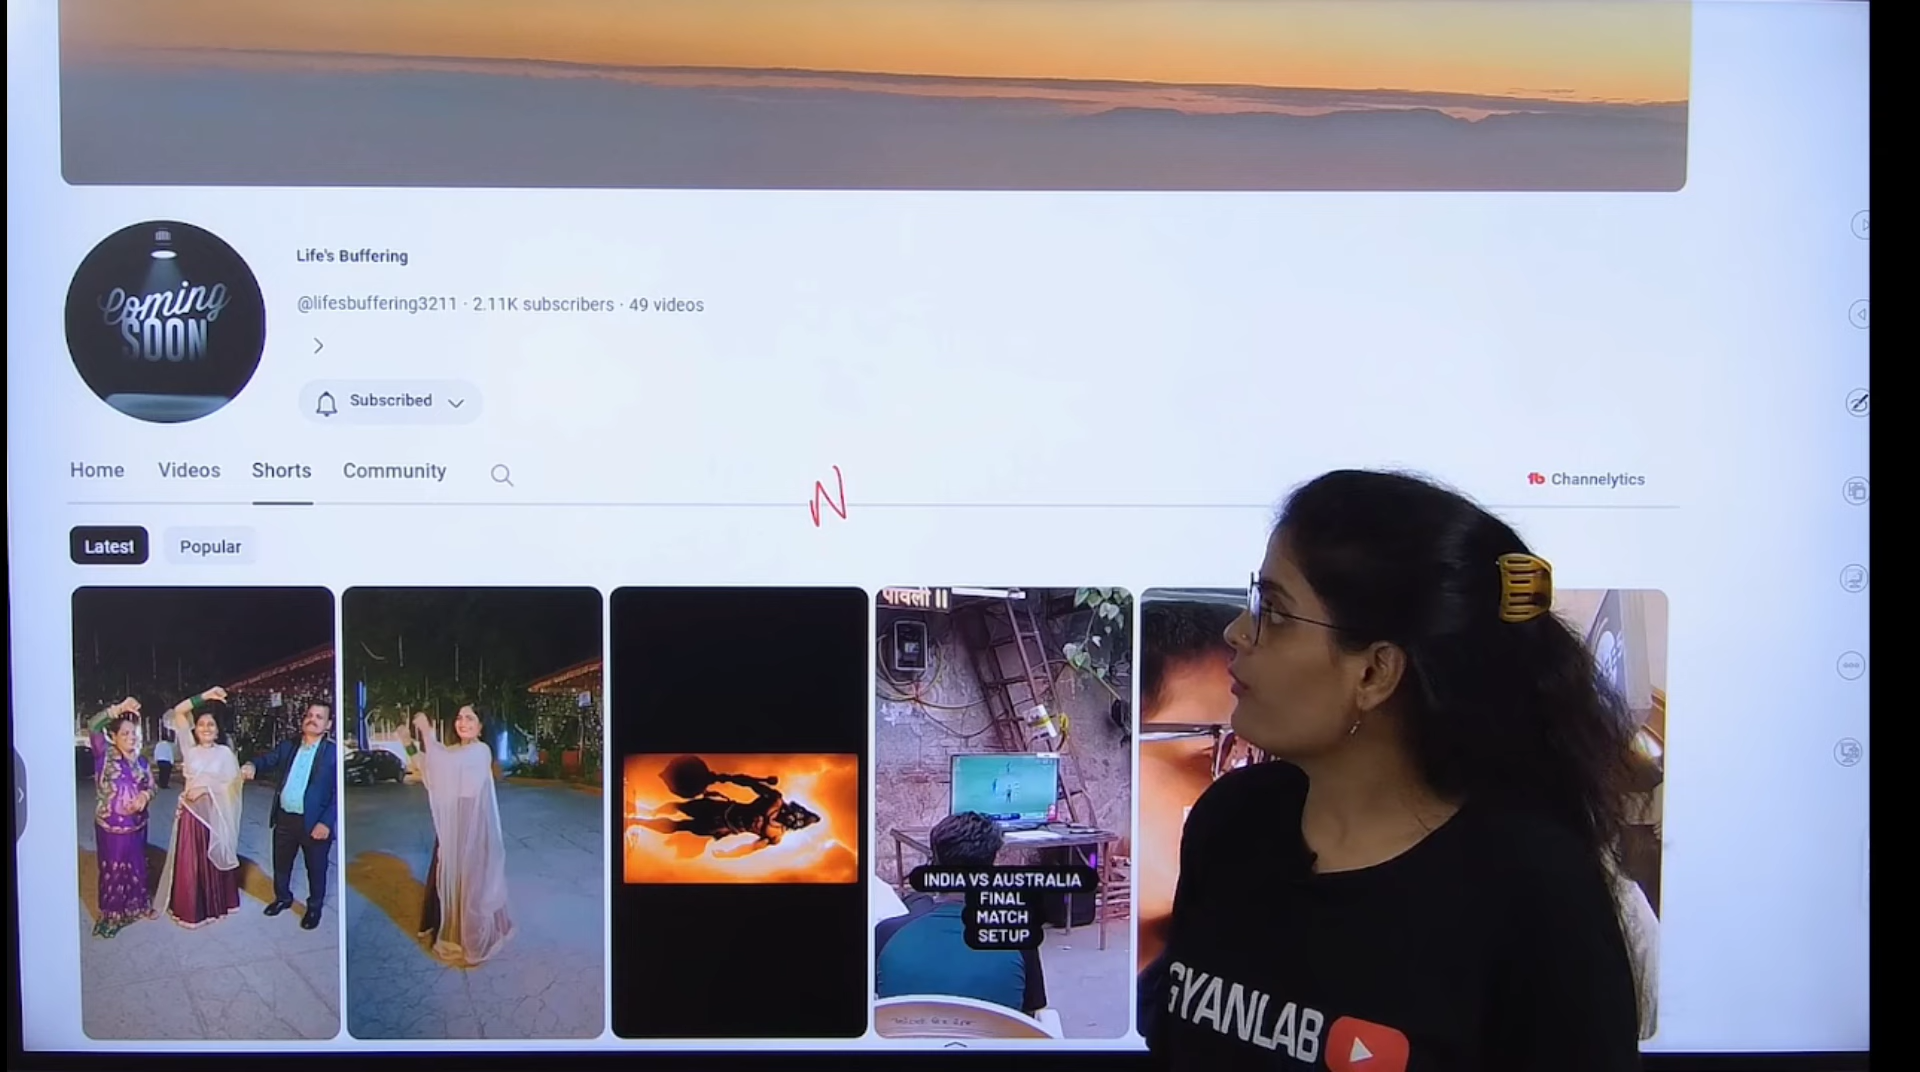 Coming
SOON
Life's Buffering
@lifesbuffering3211 · 2.11K subscribers · 49 videos
Subscribed
Home Videos Shorts Community
N
Channelytics
Latest Popular
पावली ॥
INDIA VS AUSTRALIA
FINAL
MATCH
SETUP
GYANLAB